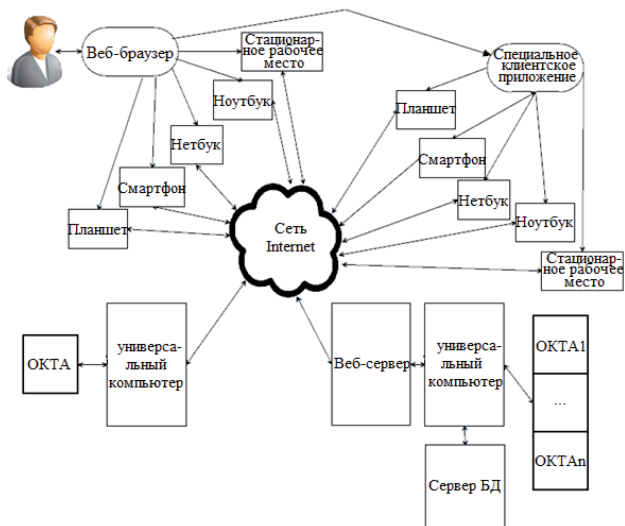 Веб-браузер
Стационар-
ное рабочее
место
Специальное
клиентское
приложение
Ноутбук
Планшет
Нетбук
Смартфон
Смартфон
Нетбук
Планшет
Ноутбук
Сеть
Internet
Стационар-
ное рабочее
место
ОКТА
универса-
льный
компьютер
Веб-сервер
универса-
льный
компьютер
ОКТА1
...
ОКТАn
Сервер БД